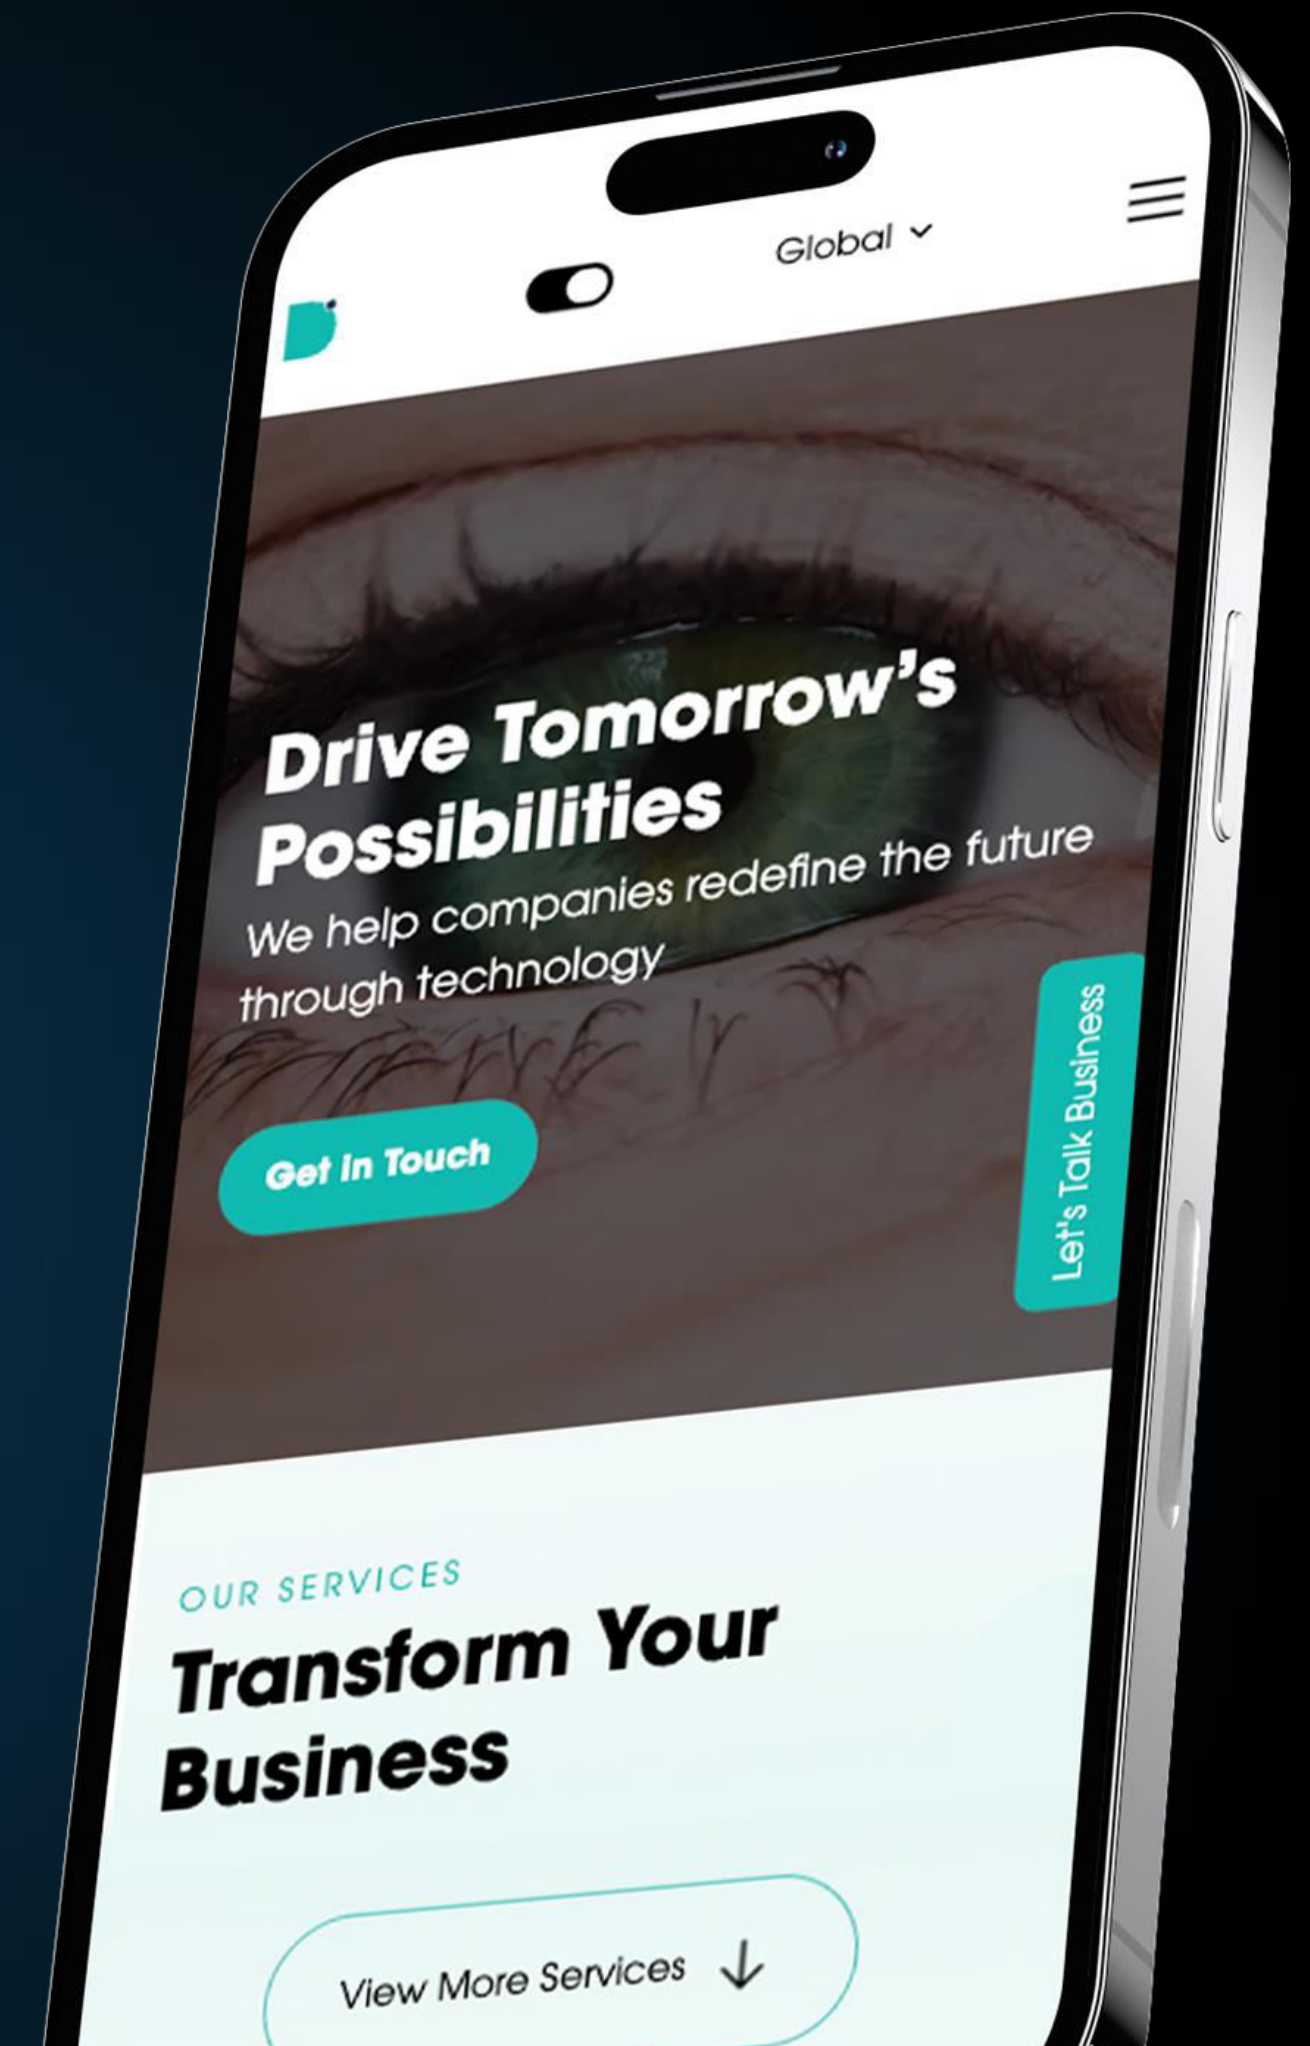 Global
Drive Tomorrow's
Possibilities
We help companies redefine the future
through technology
Get in Touch
Let's Talk Business
OUR SERVICES
Transform Your
Business
View More Services